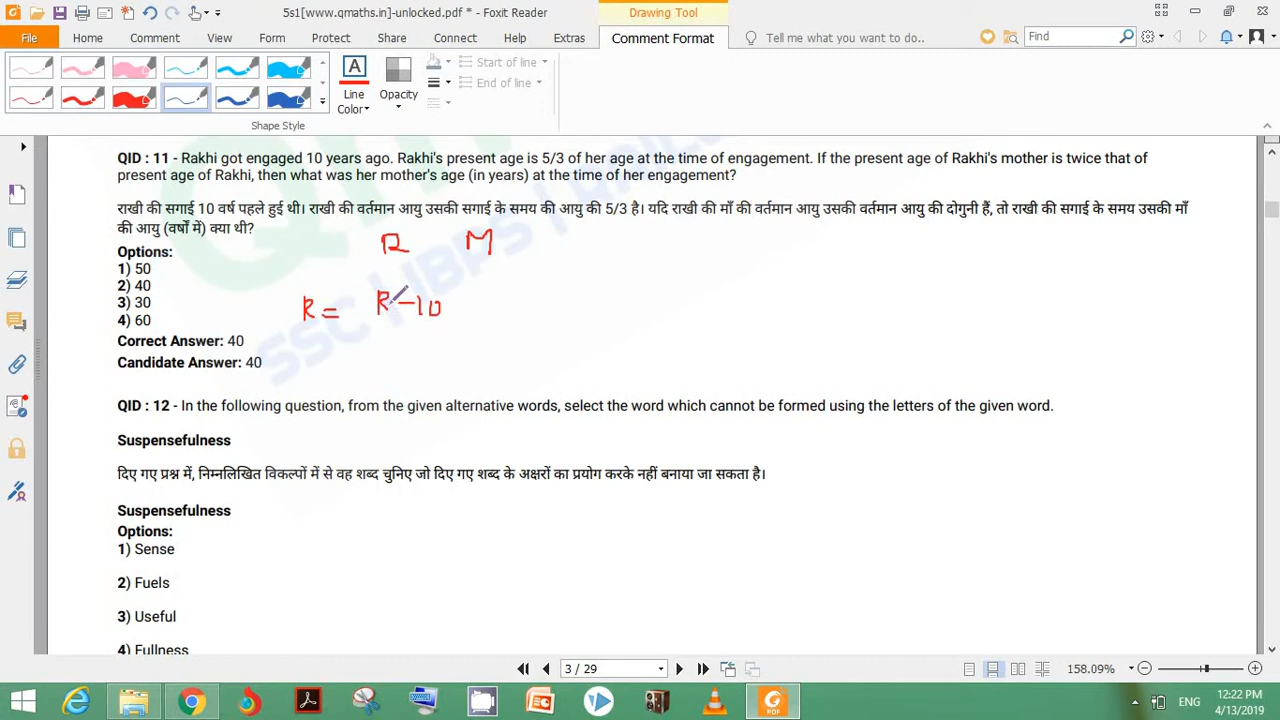 5s1[www.qmaths.in]-unlocked.pdf * - Foxit Reader
Drawing Tool
File Home Comment View Form Protect Share Connect Help Extras Comment Format Tell me what you want to do.. Find
Line Color Opacity Start of line End of line
Shape Style
QID : 11 - Rakhi got engaged 10 years ago. Rakhi's present age is 5/3 of her age at the time of engagement. If the present age of Rakhi's mother is twice that of
present age of Rakhi, then what was her mother's age (in years) at the time of her engagement?
राखी की सगाई 10 वर्ष पहले हुई थी। राखी की वर्तमान आयु उसकी सगाई के समय की आयु की 5/3 है। यदि राखी की माँ की वर्तमान आयु उसकी वर्तमान आयु की दोगुनी हैं, तो राखी की सगाई के समय उसकी माँ
की आयु (वर्षों में) क्या थी?
R M
Options:
1) 50
2) 40
3) 30
R = R-10
4) 60
Correct Answer: 40
Candidate Answer: 40
QID : 12 - In the following question, from the given alternative words, select the word which cannot be formed using the letters of the given word.
Suspensefulness
दिए गए प्रश्न में, निम्नलिखित विकल्पों में से वह शब्द चुनिए जो दिए गए शब्द के अक्षरों का प्रयोग करके नहीं बनाया जा सकता है।
Suspensefulness
Options:
1) Sense
2) Fuels
3) Useful
4) Fullness
3 / 29
158.09%
ENG
12:22 PM
4/13/2019